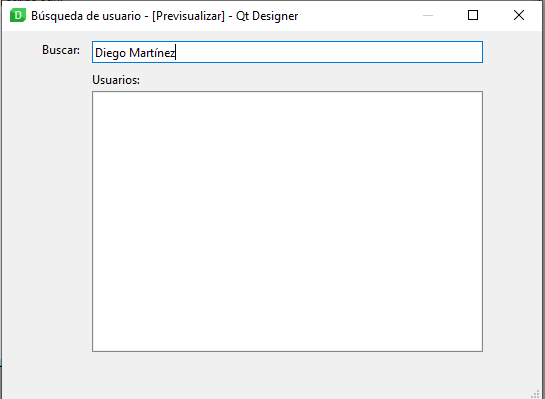 Búsqueda de usuario - [Previsualizar] - Qt Designer
Buscar: Diego Martínez
Usuarios: